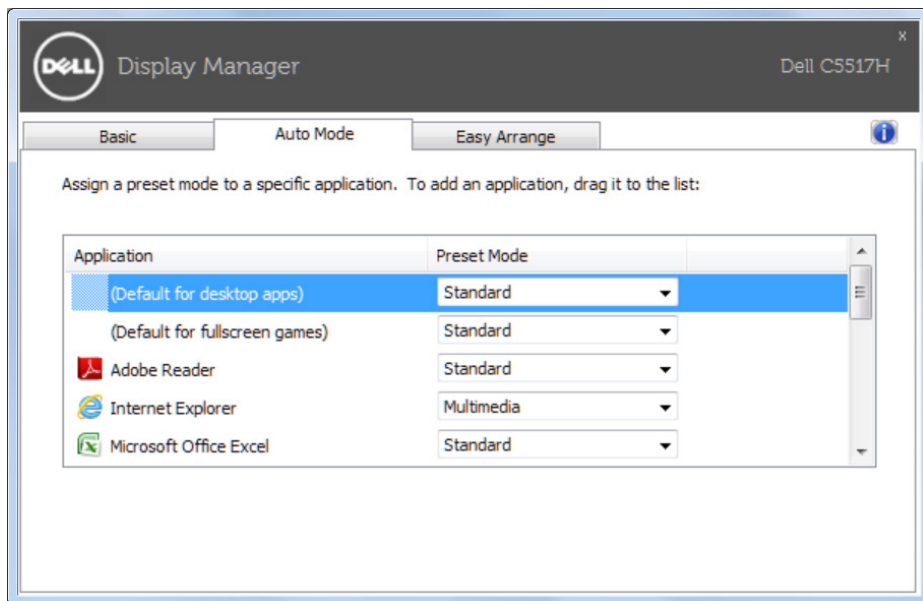 x
DELL Display Manager Dell C5517H
Basic Auto Mode Easy Arrange
Assign a preset mode to a specific application. To add an application, drag it to the list:
Application Preset Mode
(Default for desktop apps) Standard
(Default for fullscreen games) Standard
Adobe Reader Standard
Internet Explorer Multimedia
Microsoft Office Excel Standard